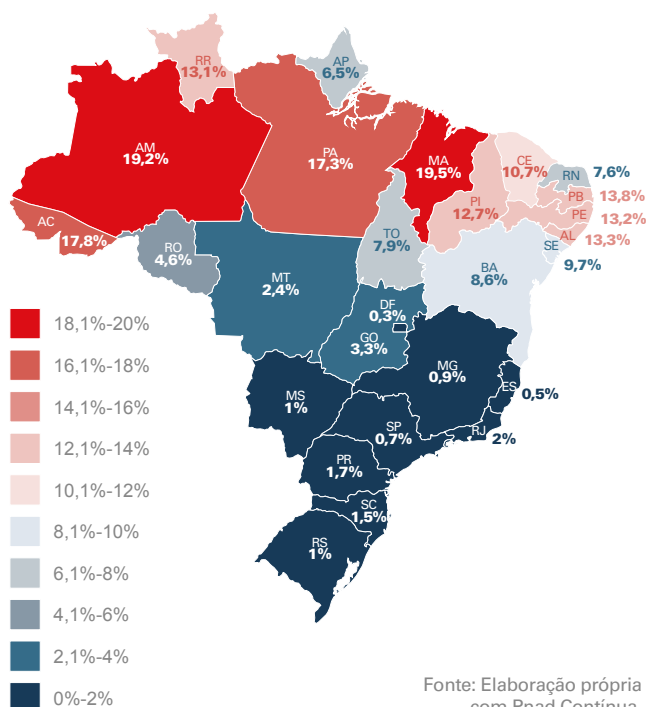 RR
13,1%
AP
6,5%
AM
19,2%
PA
17,3%
MA
19,5%
CE
10,7%
RN
7,6%
PB
13,8%
PI
12,7%
PE
13,2%
AL
13,3%
AC
17,8%
RO
4,6%
TO
7,9%
SE
9,7%
BA
8,6%
MT
2,4%
DF
0,3%
GO
3,3%
MG
0,9%
ES
0,5%
MS
1%
SP
0,7%
RJ
2%
PR
1,7%
SC
1,5%
RS
1%
18,1%-20%
16,1%-18%
14,1%-16%
12,1%-14%
10,1%-12%
8,1%-10%
6,1%-8%
4,1%-6%
2,1%-4%
0%-2%
Fonte: Elaboração própria
com Pnad Contínua